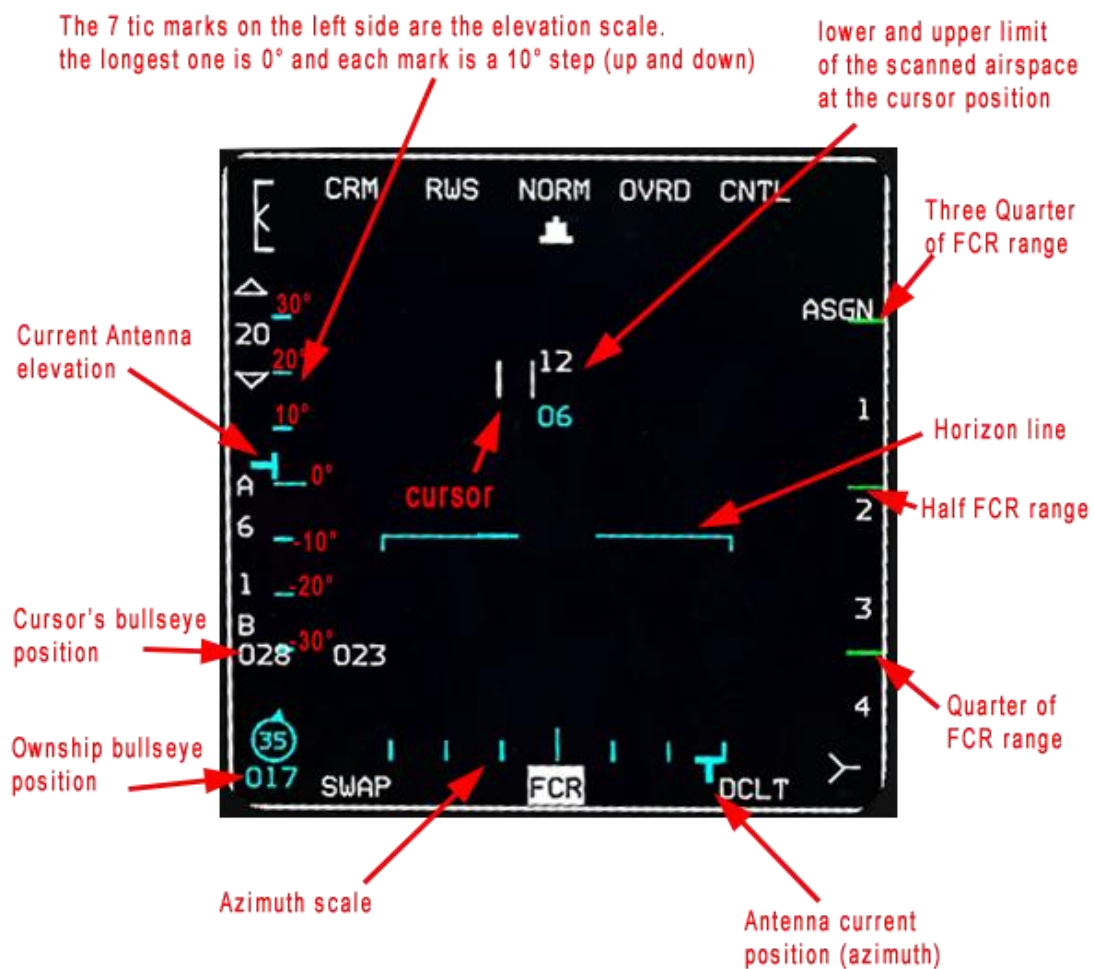 The 7 tic marks on the left side are the elevation scale.
the longest one is 0° and each mark is a 10° step (up and down)
lower and upper limit
of the scanned airspace
at the cursor position
CRM RWS NORM OVRD CNTL
Three Quarter
of FCR range
30°
ASGN
20
Current Antenna
elevation
20°
12
10°
06
1
Horizon line
0°
cursor
A
2
Half FCR range
6
-10°
1
-20°
3
Cursor's bullseye
position
B
-30°
028 023
Quarter of
FCR range
4
Ownship bullseye
position
35
017
SWAP FCR DCLT
Azimuth scale
Antenna current
position (azimuth)